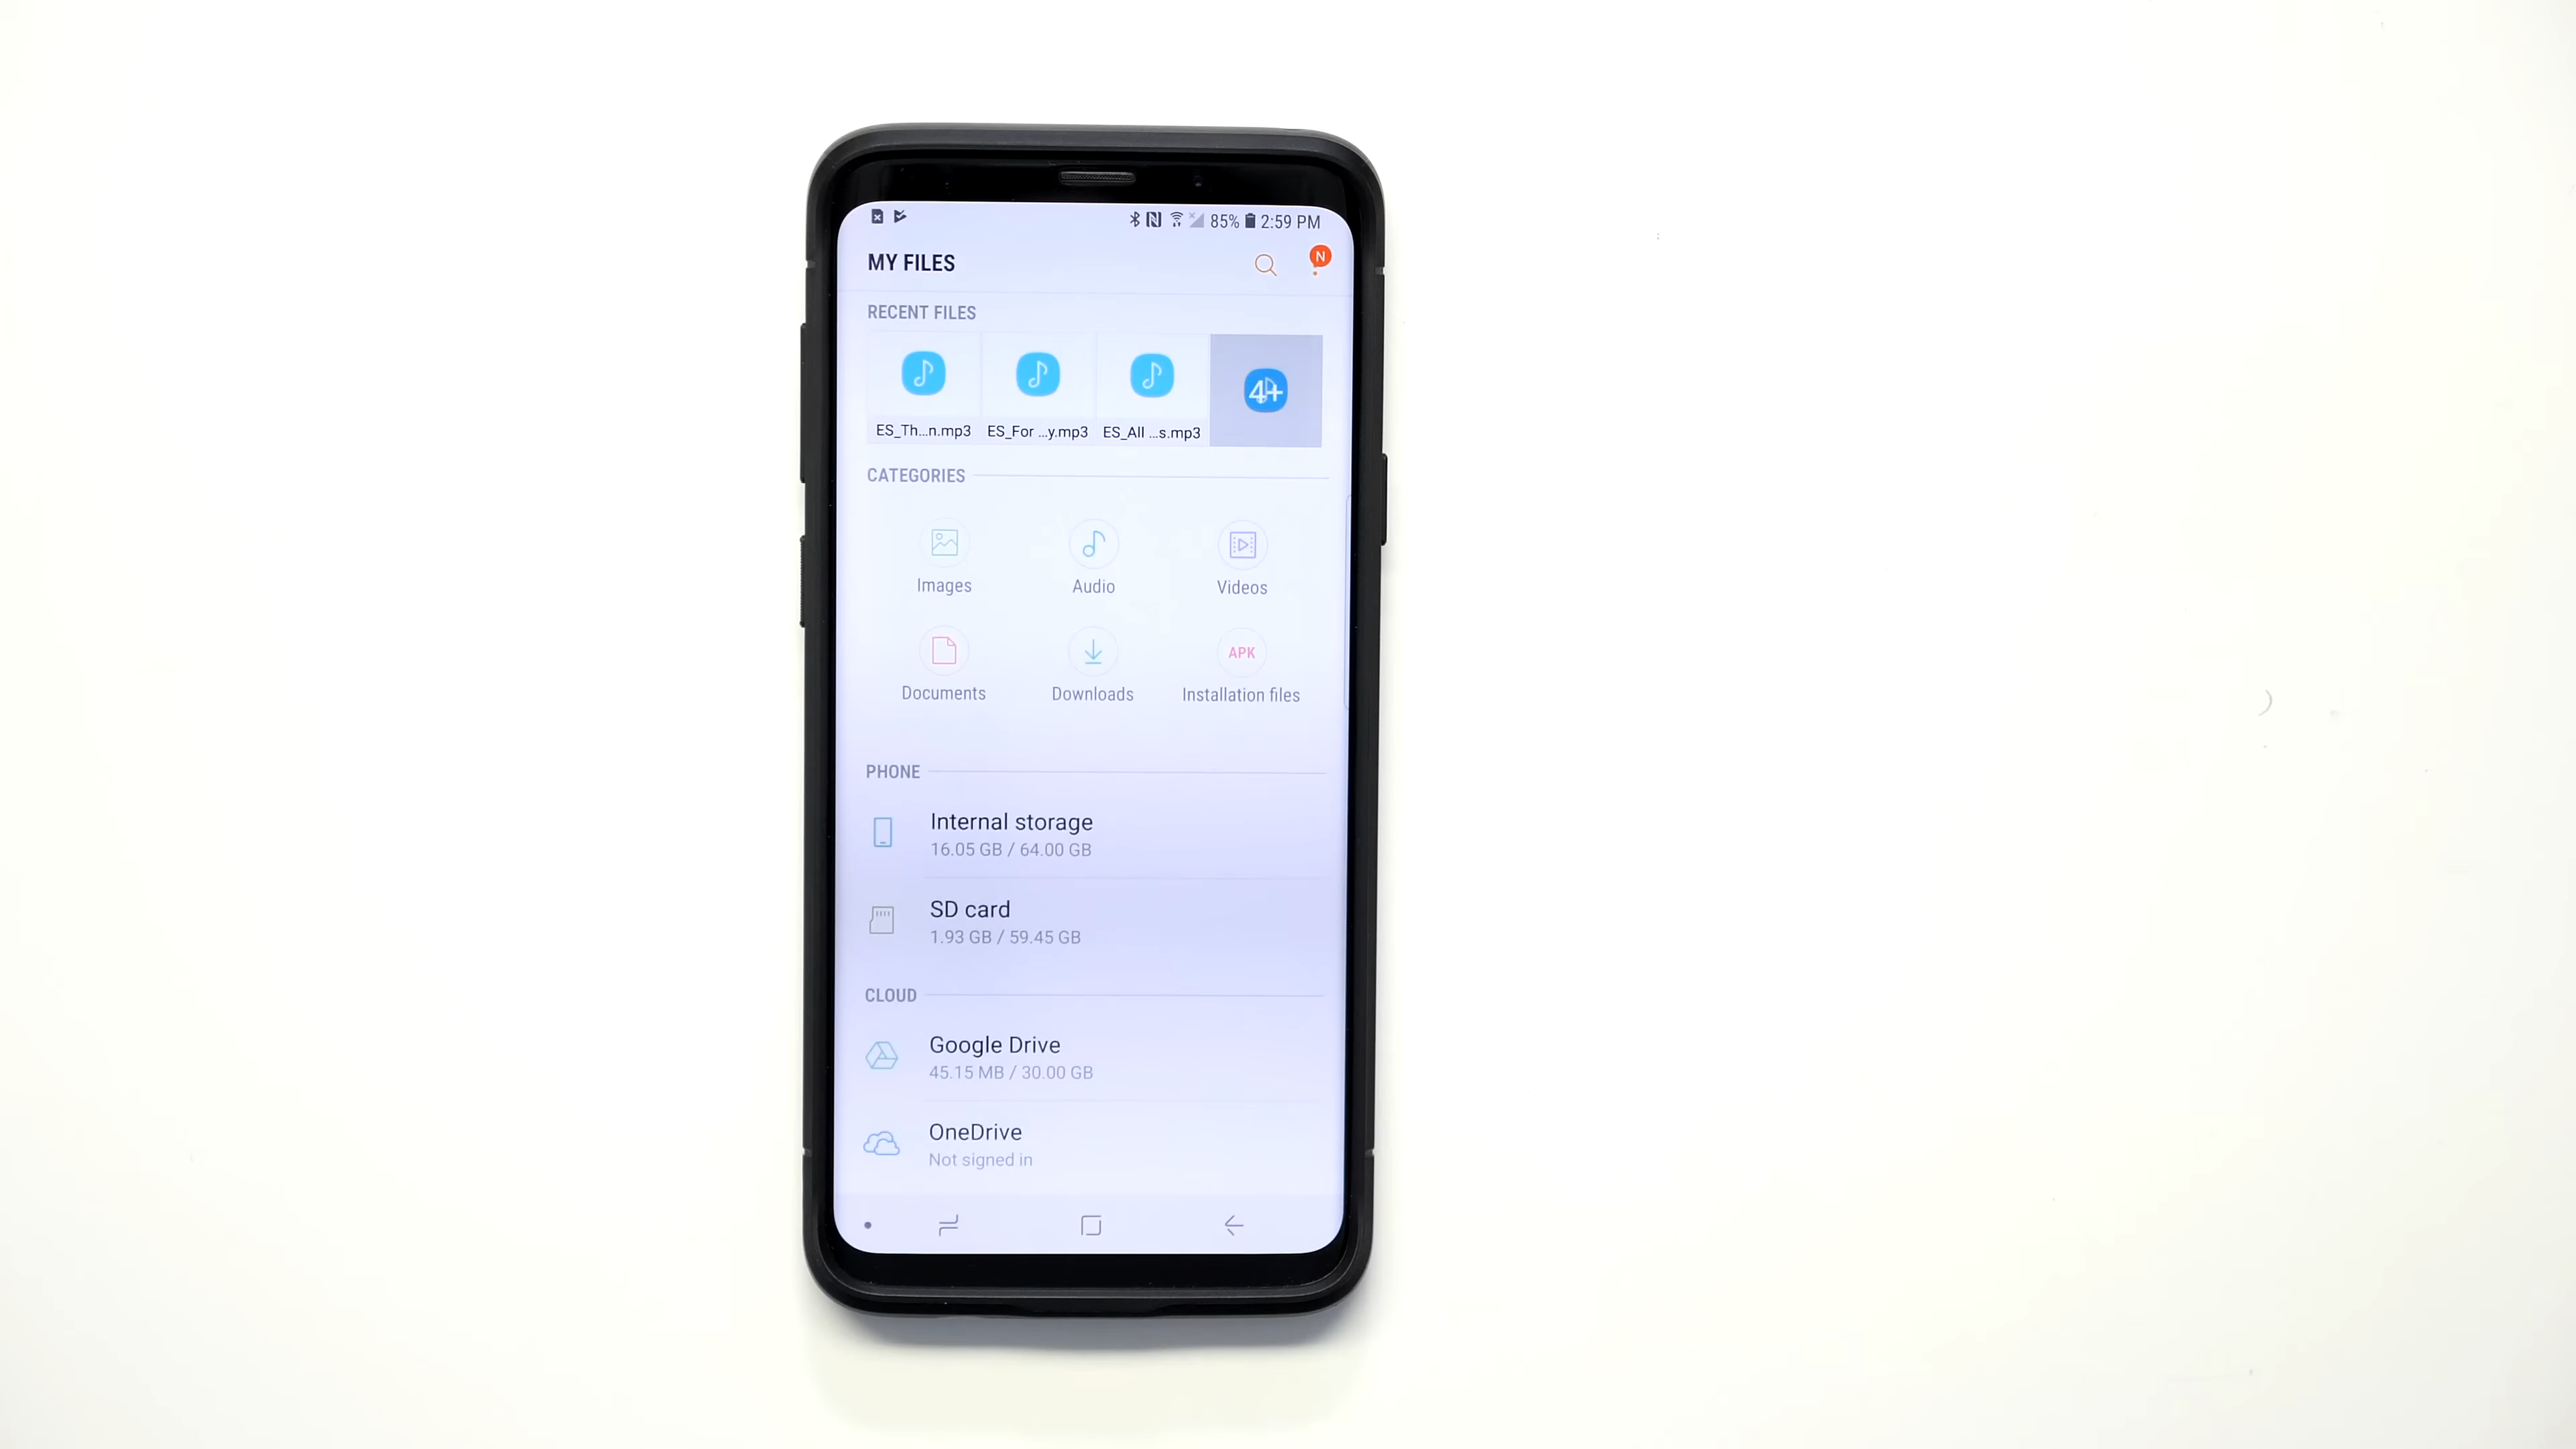 85% 2:59 PM
MY FILES
N
RECENT FILES
4+
ES_Th...n.mp3 ES_For ...y.mp3 ES_All ...s.mp3
CATEGORIES
Images Audio Videos
APK
Documents Downloads Installation files
PHONE
Internal storage
16.05 GB / 64.00 GB
SD card
1.93 GB / 59.45 GB
CLOUD
Google Drive
45.15 MB / 30.00 GB
OneDrive
Not signed in